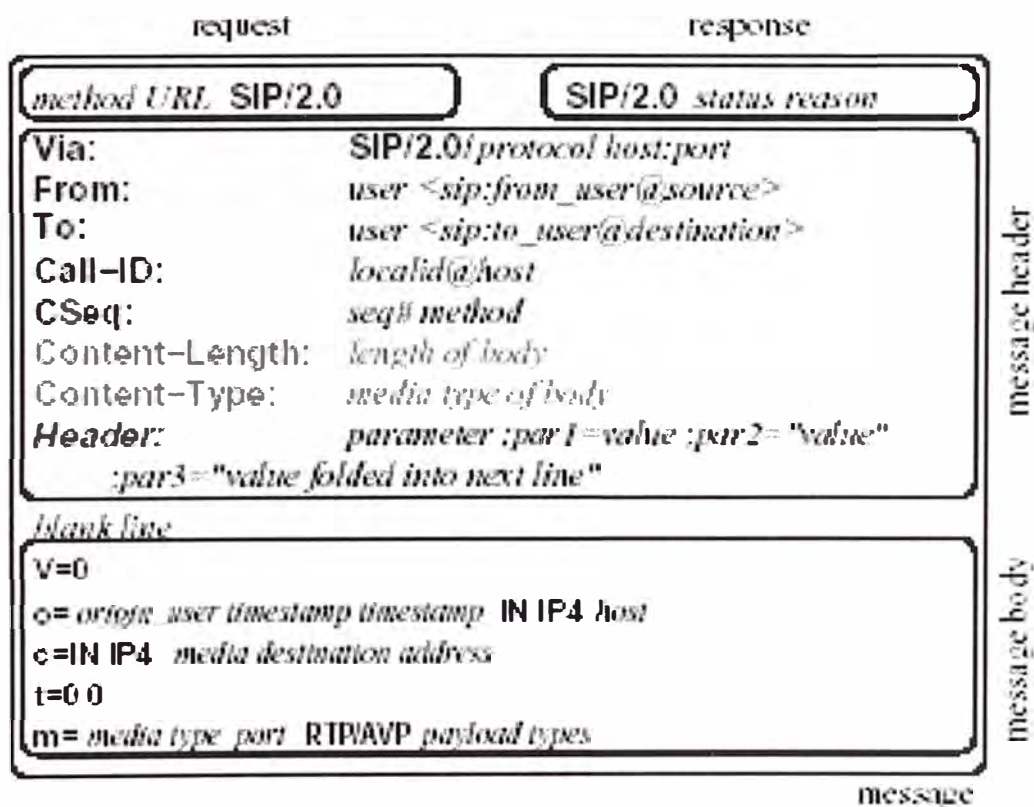 request response
method URL SIP/2.0 SIP/2.0 status reason
Via: SIP/2.0/protocol host:port
From: user <sip:from_user@source>
To: user <sip:to_user@destination>
Call-ID: localid@host
CSeq: seq# method
Content-Length: length of body
Content-Type: media type of body
Header: parameter ;par1=value ;par2="value"
;par3="value folded into next line"
blank line
V=0
o= origin_user timestamp timestamp IN IP4 host
c=IN IP4 media destination address
t=0 0
m= media type port RTP/AVP payload types
message header
message body
message